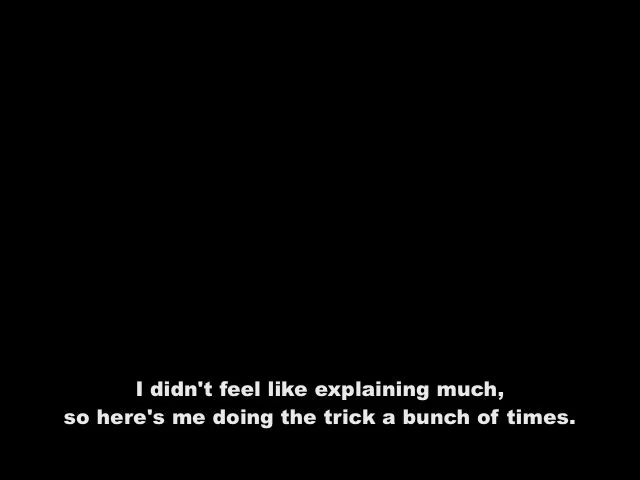 I didn't feel like explaining much,
so here's me doing the trick a bunch of times.